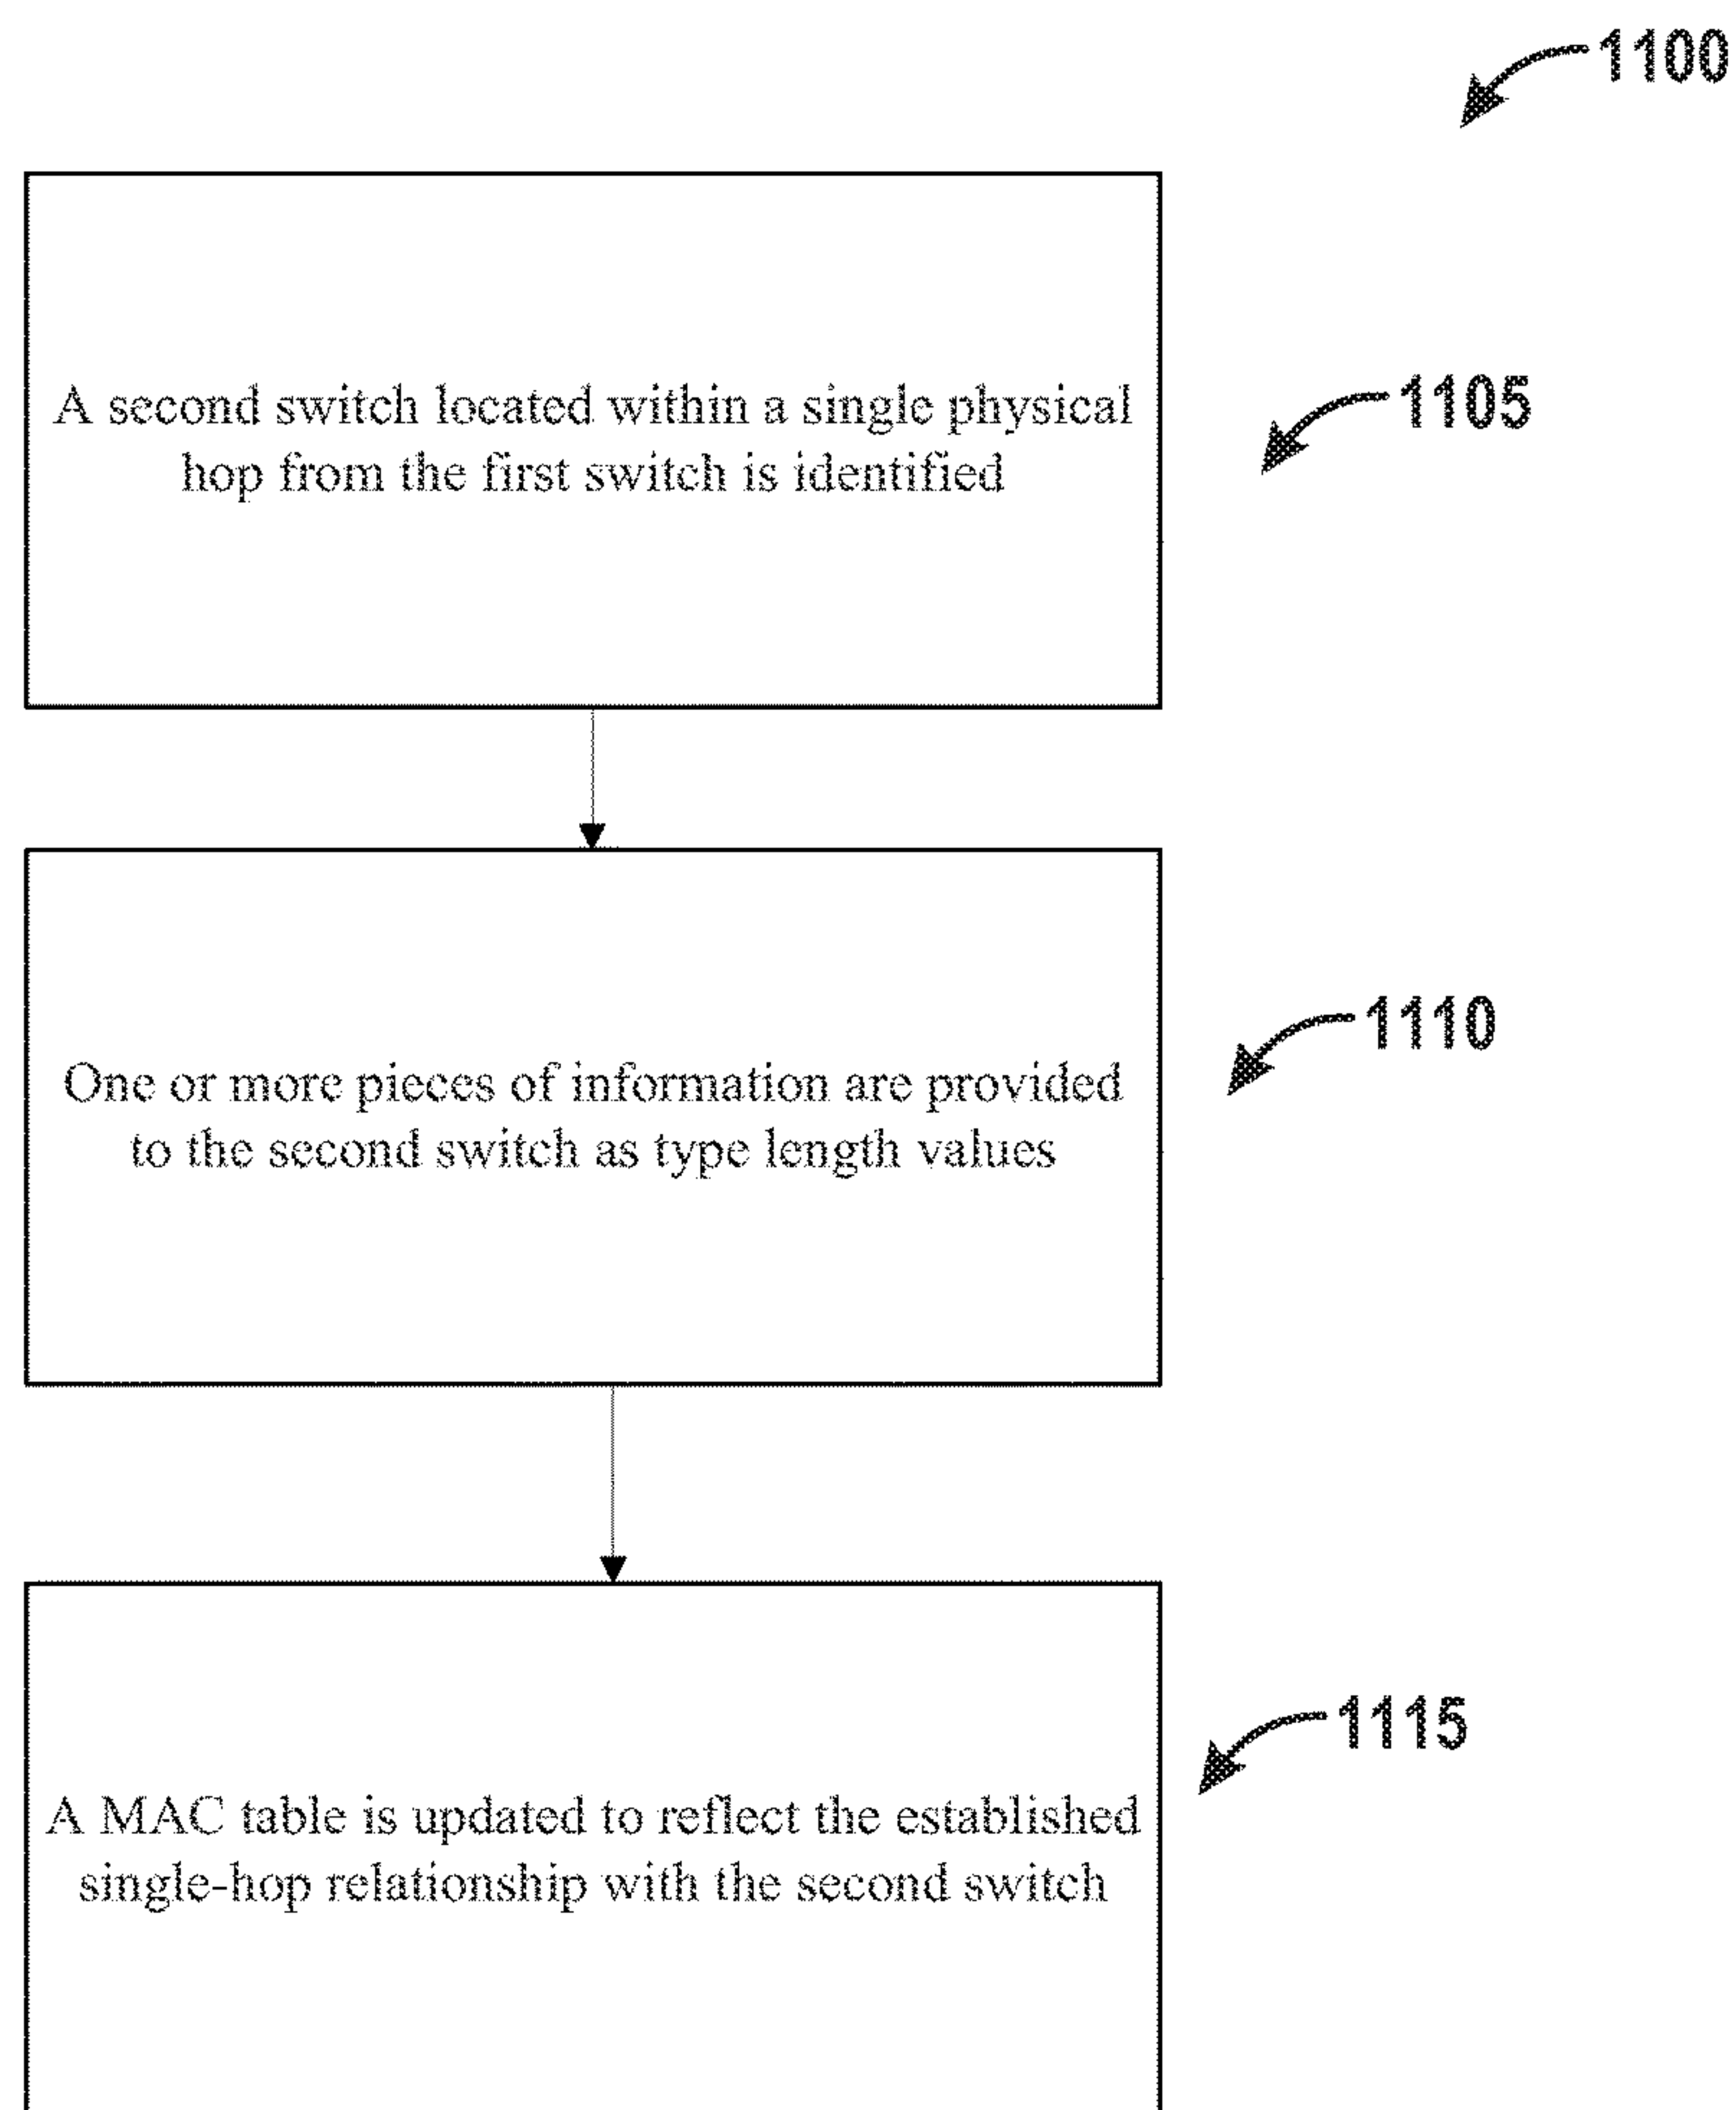 1100
A second switch located within a single physical
hop from the first switch is identified
1105
One or more pieces of information are provided
to the second switch as type length values
1110
A MAC table is updated to reflect the established
single-hop relationship with the second switch
1115